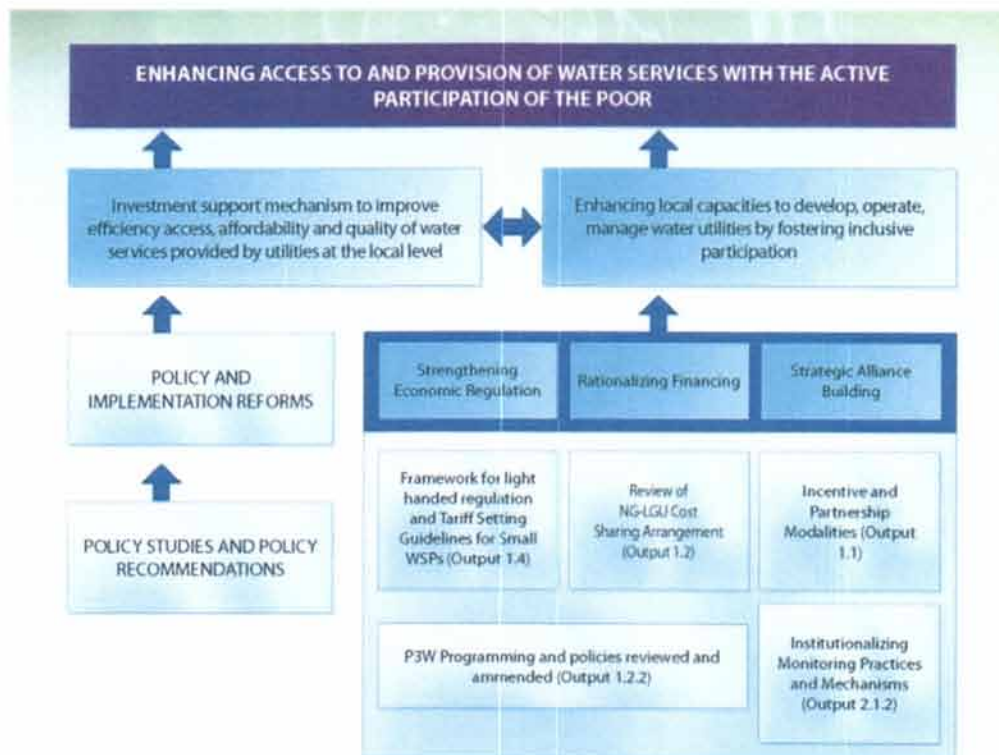 ENHANCING ACCESS TO AND PROVISION OF WATER SERVICES WITH THE ACTIVE
PARTICIPATION OF THE POOR
Investment support mechanism to improve
efficiency access, affordability and quality of water
services provided by utilities at the local level
Enhancing local capacities to develop, operate,
manage water utilities by fostering inclusive
participation
POLICY AND
IMPLEMENTATION REFORMS
POLICY STUDIES AND POLICY
RECOMMENDATIONS
Strengthening
Economic Regulation
Rationalizing Financing
Strategic Alliance
Building
Framework for light
handed regulation
and Tariff Setting
Guidelines for Small
WSPs (Output 1.4)
Review of
NG-LGU Cost
Sharing Arrangement
(Output 1.2)
Incentive and
Partnership
Modalities (Output
1.1)
P3W Programming and policies reviewed and
ammended (Output 1.2.2)
Institutionalizing
Monitoring Practices
and Mechanisms
(Output 2.1.2)